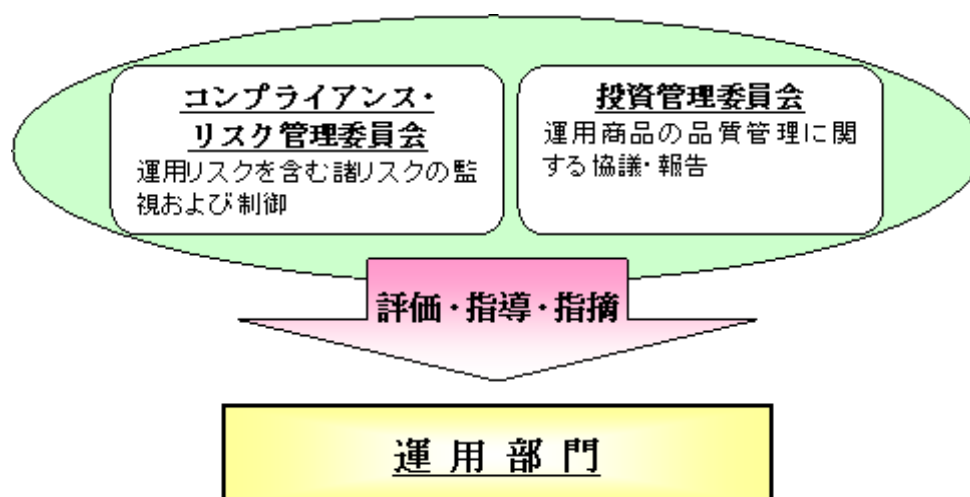 コンプライアンス・
リスク管理委員会
運用リスクを含む諸リスクの監
視および制御
投資管理委員会
運用商品の品質管理に関
する協議・報告
評価・指導・指摘
運用部門